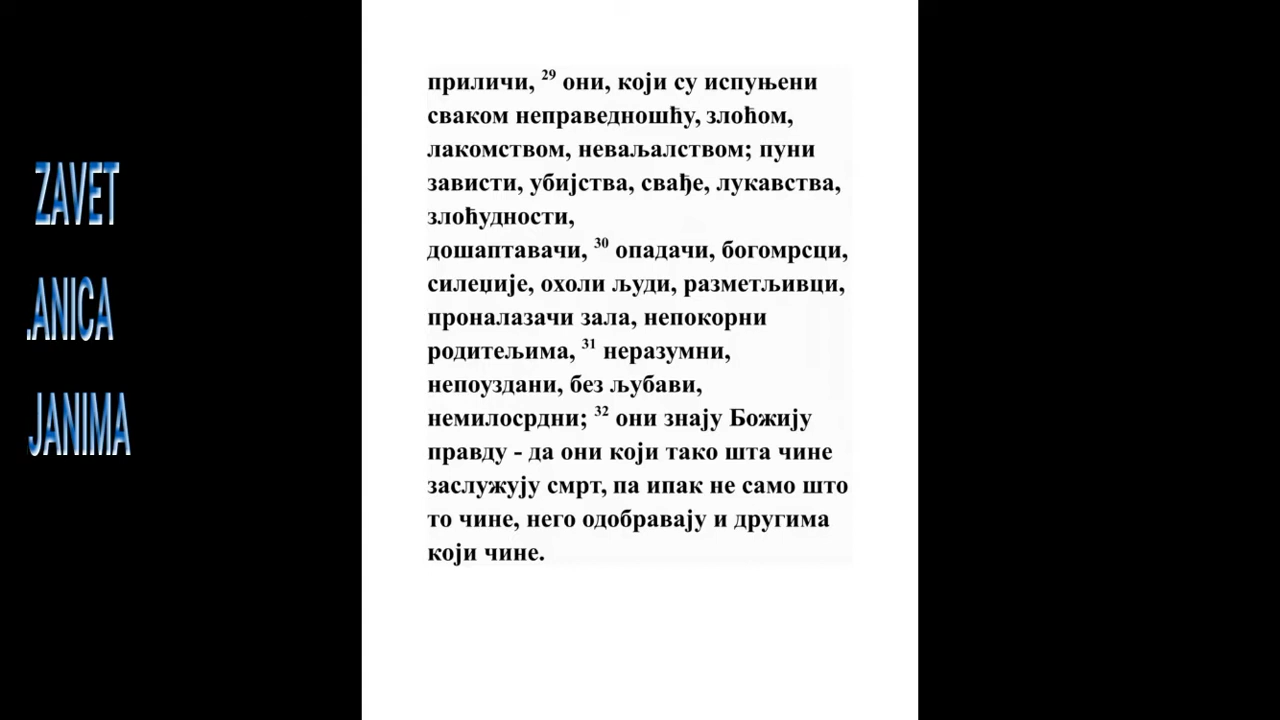 ZAVET
.ANICA
JANIMA
приличи, 29 они, који су испуњени
сваком неправедношћу, злоћом,
лакомством, неваљалством; пуни
зависти, убијства, свађе, лукавства,
злоћудности,
дошаптавачи, 30 опадачи, богомрсци,
силеџије, охоли људи, разметљивци,
проналазачи зала, непокорни
родитељима, 31 неразумни,
непоуздани, без љубави,
немилосрдни; 32 они знају Божију
правду - да они који тако шта чине
заслужују смрт, па ипак не само што
то чине, него одобравају и другима
који чине.